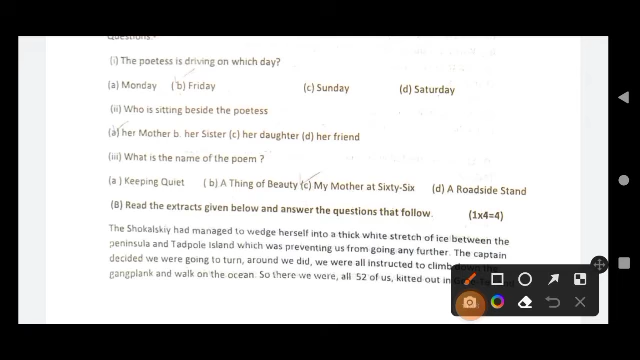 Questions:-
(i) The poetess is driving on which day?
(a) Monday (b) Friday (c) Sunday (d) Saturday
(ii) Who is sitting beside the poetess
(a) her Mother b. her Sister (c) her daughter (d) her friend
(iii) What is the name of the poem ?
(a ) Keeping Quiet ( b) A Thing of Beauty (c) My Mother at Sixty-Six (d) A Roadside Stand
(B) Read the extracts given below and answer the questions that follow. (1x4=4)
The Shokalskiy had managed to wedge herself into a thick white stretch of ice between the
peninsula and Tadpole Island which was preventing us from going any further. The captain
decided we were going to turn, around we did, we were all instructed to climb down the
gangplank and walk on the ocean. So there we were, all 52 of us, kitted out in